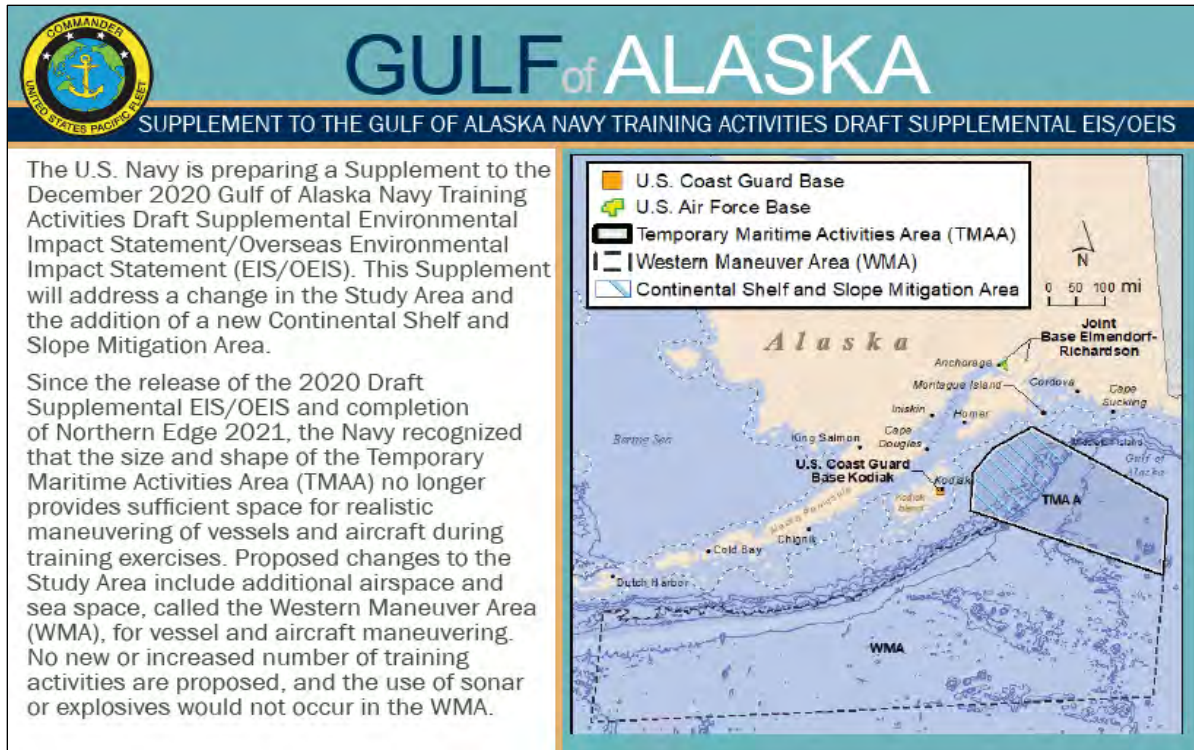 COMMANDER
UNITED STATES PACIFIC FLEET
GULF of ALASKA
SUPPLEMENT TO THE GULF OF ALASKA NAVY TRAINING ACTIVITIES DRAFT SUPPLEMENTAL EIS/OEIS
The U.S. Navy is preparing a Supplement to the
December 2020 Gulf of Alaska Navy Training
Activities Draft Supplemental Environmental
Impact Statement/Overseas Environmental
Impact Statement (EIS/OEIS). This Supplement
will address a change in the Study Area and
the addition of a new Continental Shelf and
Slope Mitigation Area.
Since the release of the 2020 Draft
Supplemental EIS/OEIS and completion
of Northern Edge 2021, the Navy recognized
that the size and shape of the Temporary
Maritime Activities Area (TMAA) no longer
provides sufficient space for realistic
maneuvering of vessels and aircraft during
training exercises. Proposed changes to the
Study Area include additional airspace and
sea space, called the Western Maneuver Area
(WMA), for vessel and aircraft maneuvering.
No new or increased number of training
activities are proposed, and the use of sonar
or explosives would not occur in the WMA.
U.S. Coast Guard Base
U.S. Air Force Base
Temporary Maritime Activities Area (TMAA)
Western Maneuver Area (WMA)
Continental Shelf and Slope Mitigation Area
N
0 50 100 mi
Alaska
Joint
Base Elmendorf-
Richardson
Anchorage
Montague Island
Cordova
Cape
Suckling
Iniskin
Homer
Cape
Douglas
King Salmon
Bering Sea
U.S. Coast Guard
Base Kodiak
Kodiak
Kodiak
Island
Middleton Island
Gulf of
Alaska
TMAA
Alaska Peninsula
Chignik
Cold Bay
Dutch Harbor
WMA